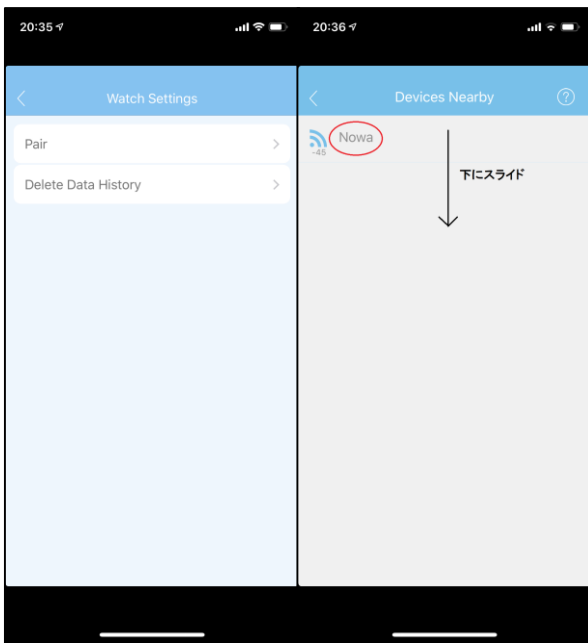 20:35
Watch Settings
Pair
Delete Data History
20:36
Devices Nearby
?
Nowa
-45
下にスライド